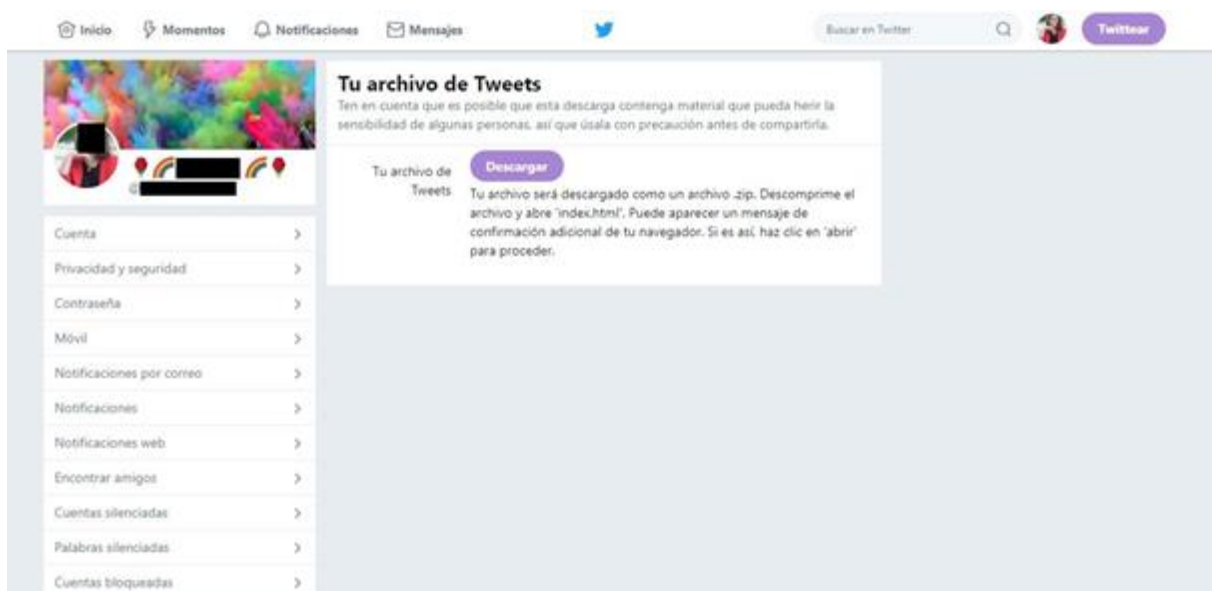 Inicio
Momentos
Notificaciones
Mensajes
Buscar en Twitter
Twittear
Tu archivo de Tweets
Ten en cuenta que es posible que esta descarga contenga material que pueda herir la
sensibilidad de algunas personas, así que úsala con precaución antes de compartirla.
Tu archivo de
Tweets
Descargar
Tu archivo será descargado como un archivo .zip. Descomprime el
archivo y abre 'index.html'. Puede aparecer un mensaje de
confirmación adicional de tu navegador. Si es así, haz clic en 'abrir'
para proceder.
@
Cuenta
Privacidad y seguridad
Contraseña
Móvil
Notificaciones por correo
Notificaciones
Notificaciones web
Encontrar amigos
Cuentas silenciadas
Palabras silenciadas
Cuentas bloqueadas